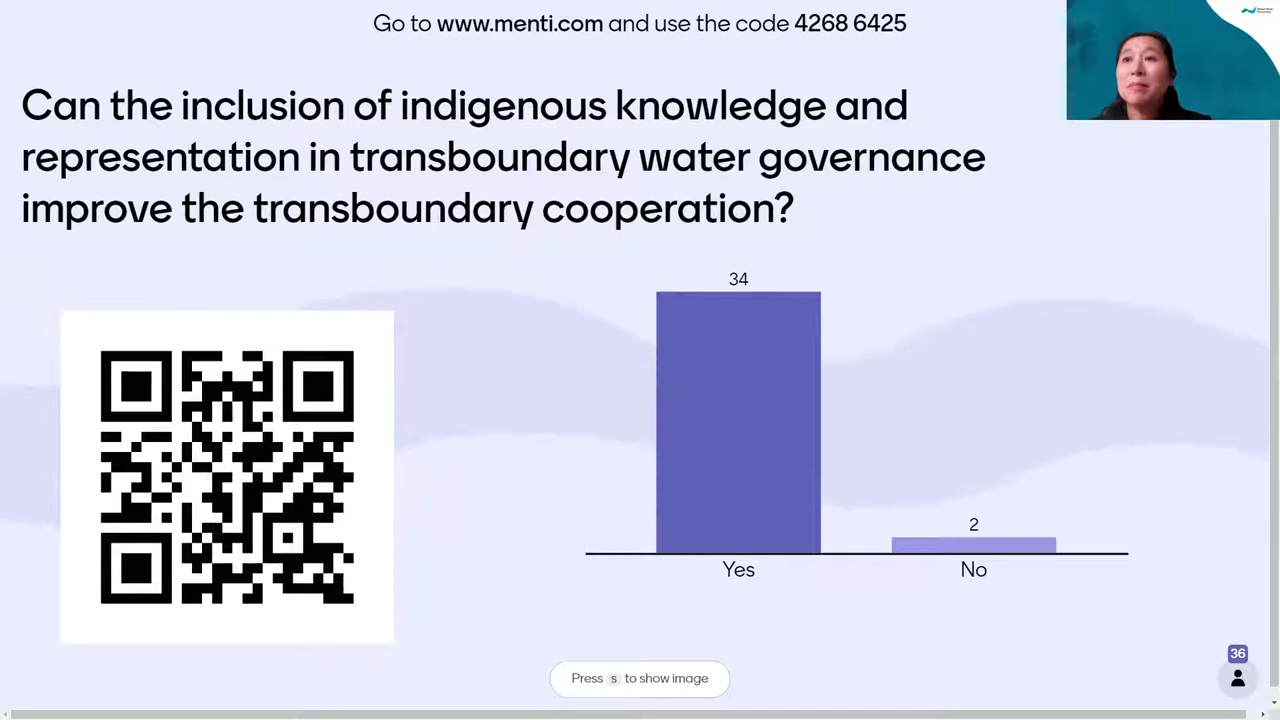 Go to www.menti.com and use the code 4268 6425
Can the inclusion of indigenous knowledge and
representation in transboundary water governance
improve the transboundary cooperation?
34
2
Yes
No
Press s to show image
36